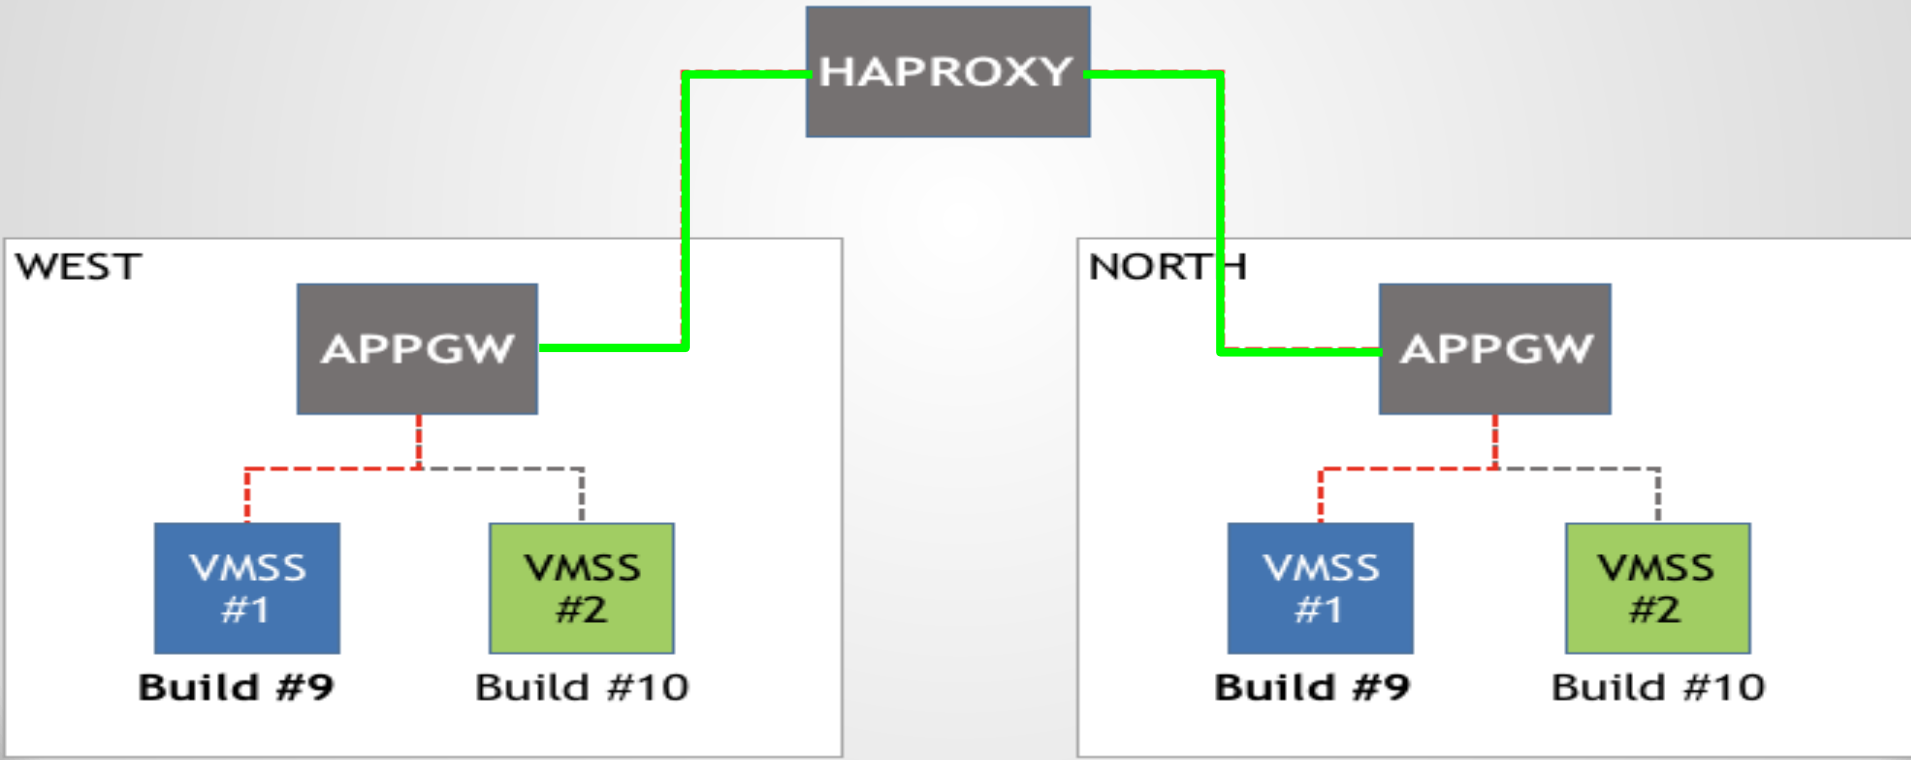 HAPROXY
WEST
APPGW
VMSS
#1
VMSS
#2
Build #9
Build #10
NORTH
APPGW
VMSS
#1
VMSS
#2
Build #9
Build #10